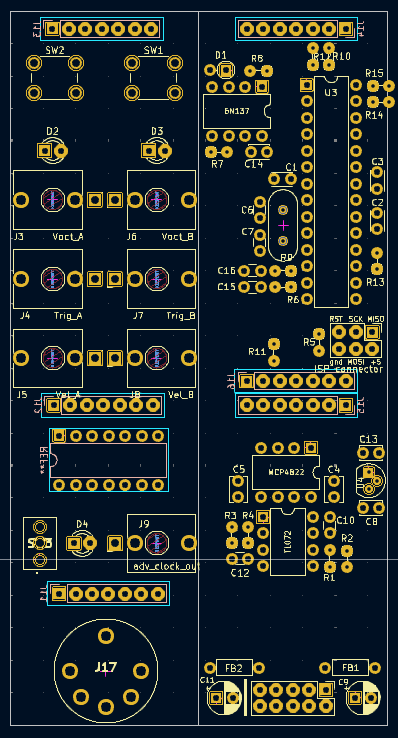 SW2
SW1
D1
R8
R10
U3
R15
R14
6N137
D2
D3
R7
C14
C1
C3
C6
C2
C7
J3
Voct_A
J6
Voct_B
R9
C16
C15
R6
R13
J4
Trig_A
J7
Trig_B
RST SCK MISO
R5
R11
gnd MOSI +5
ISP connector
J5
Vel_A
J8
Vel_B
REF**
C13
MCP4822
C5
C4
C8
R3
R4
TL072
C10
R2
D4
J9
adv_clock_out
C12
R1
J17
FB2
FB1
C11
C9